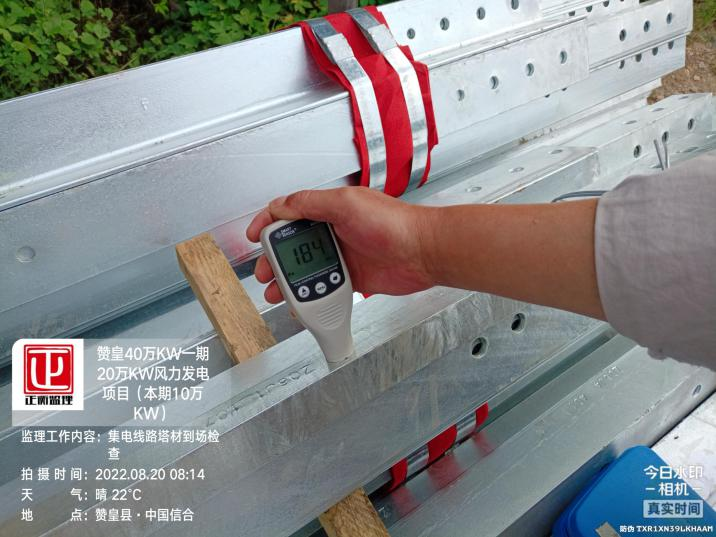 SMART
SENSOR
184
正衡监理
赞皇40万KW一期
20万KW风力发电
项目（本期10万
KW）
监理工作内容：集电线路塔材到场检
查
拍摄时间：2022.08.20 08:14
天 气：晴 22°C
地 点：赞皇县·中国信合
今日水印
相机
真实时间
防伪 TXR1XN39LKHAAM